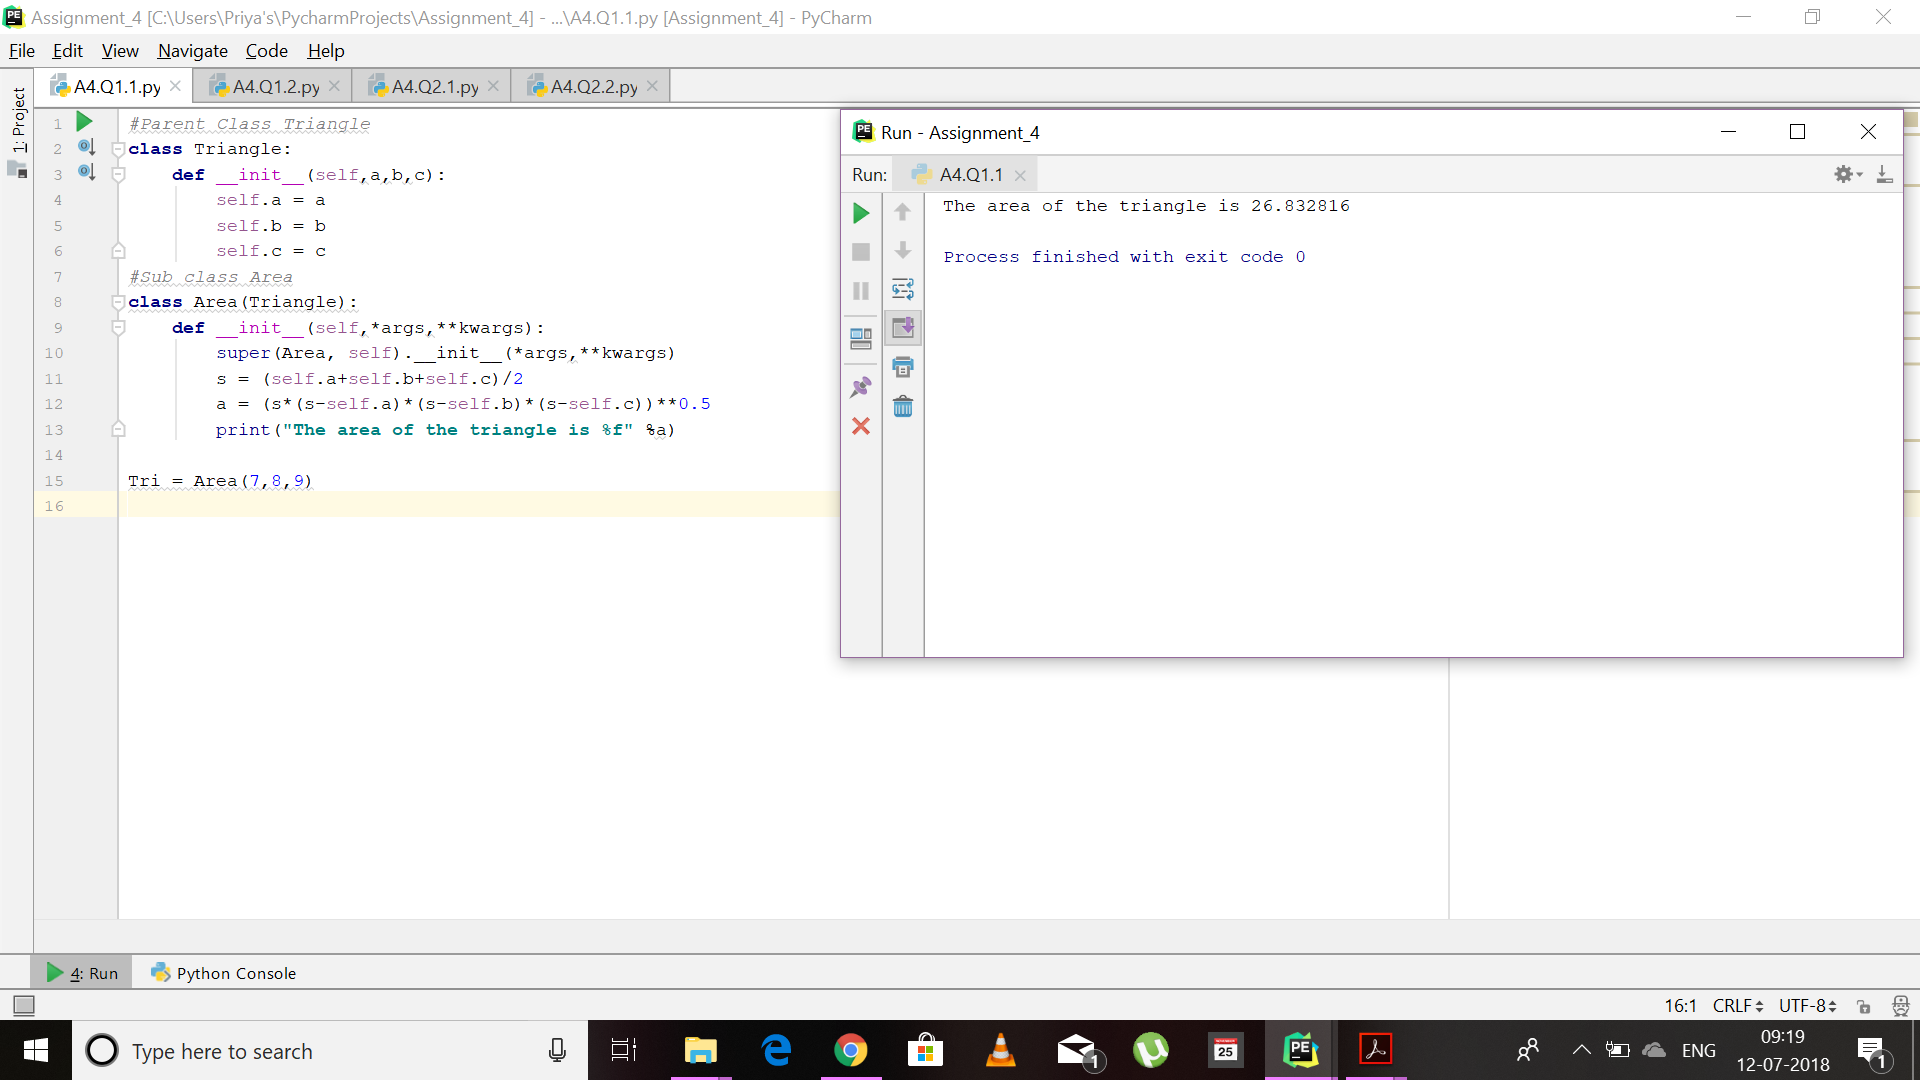 Assignment_4 [C:\Users\Priya's\PycharmProjects\Assignment_4] - ...\A4.Q1.1.py [Assignment_4] - PyCharm
File Edit View Navigate Code Help
A4.Q1.1.py A4.Q1.2.py A4.Q2.1.py A4.Q2.2.py
1: Project
1 #Parent Class Triangle
2 class Triangle:
3     def __init__(self,a,b,c):
4         self.a = a
5         self.b = b
6         self.c = c
7 #Sub class Area
8 class Area(Triangle):
9     def __init__(self,*args,**kwargs):
10         super(Area, self).__init__(*args,**kwargs)
11         s = (self.a+self.b+self.c)/2
12         a = (s*(s-self.a)*(s-self.b)*(s-self.c))**0.5
13         print("The area of the triangle is %f" %a)
14
15 Tri = Area(7,8,9)
16
Run - Assignment_4
Run: A4.Q1.1
The area of the triangle is 26.832816
Process finished with exit code 0
4: Run Python Console
16:1 CRLF UTF-8
Type here to search
1
25
PE
ENG
09:19
12-07-2018
1